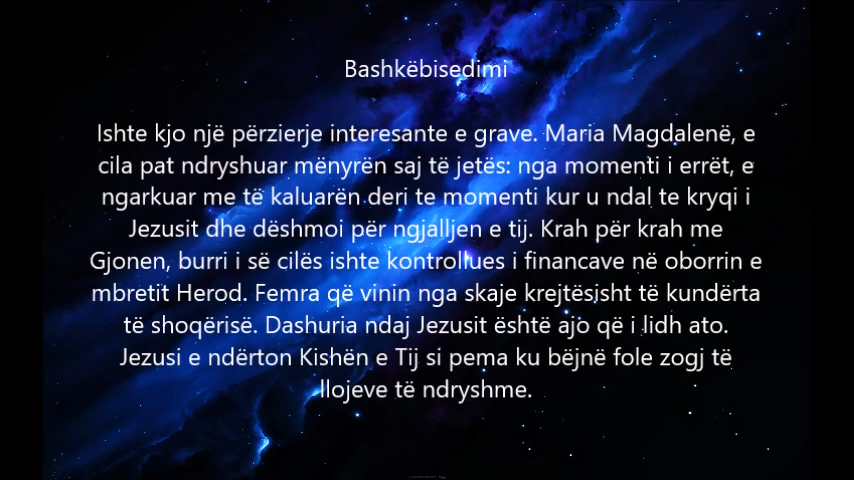 Bashkëbisedimi
Ishte kjo një përzierje interesante e grave. Maria Magdalenë, e
cila pat ndryshuar mënyrën saj të jetës: nga momenti i errët, e
ngarkuar me të kaluarën deri te momenti kur u ndal te kryqi i
Jezusit dhe dëshmoi për ngjalljen e tij. Krah për krah me
Gjonen, burri i së cilës ishte kontrollues i financave në oborrin e
mbretit Herod. Femra që vinin nga skaje krejtësisht të kundërta
të shoqërisë. Dashuria ndaj Jezusit është ajo që i lidh ato.
Jezusi e ndërton Kishën e Tij si pema ku bëjnë fole zogj të
llojeve të ndryshme.